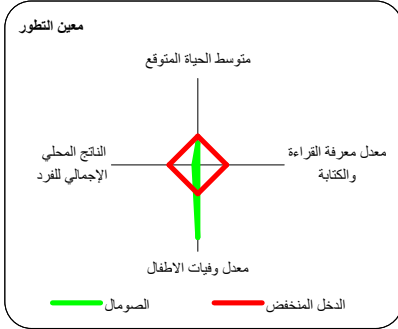 معين التطور
متوسط الحياة المتوقع
معدل معرفة القراءة
والكتابة
الناتج المحلي
الإجمالي للفرد
معدل وفيات الاطفال
الدخل المنخفض
الصومال